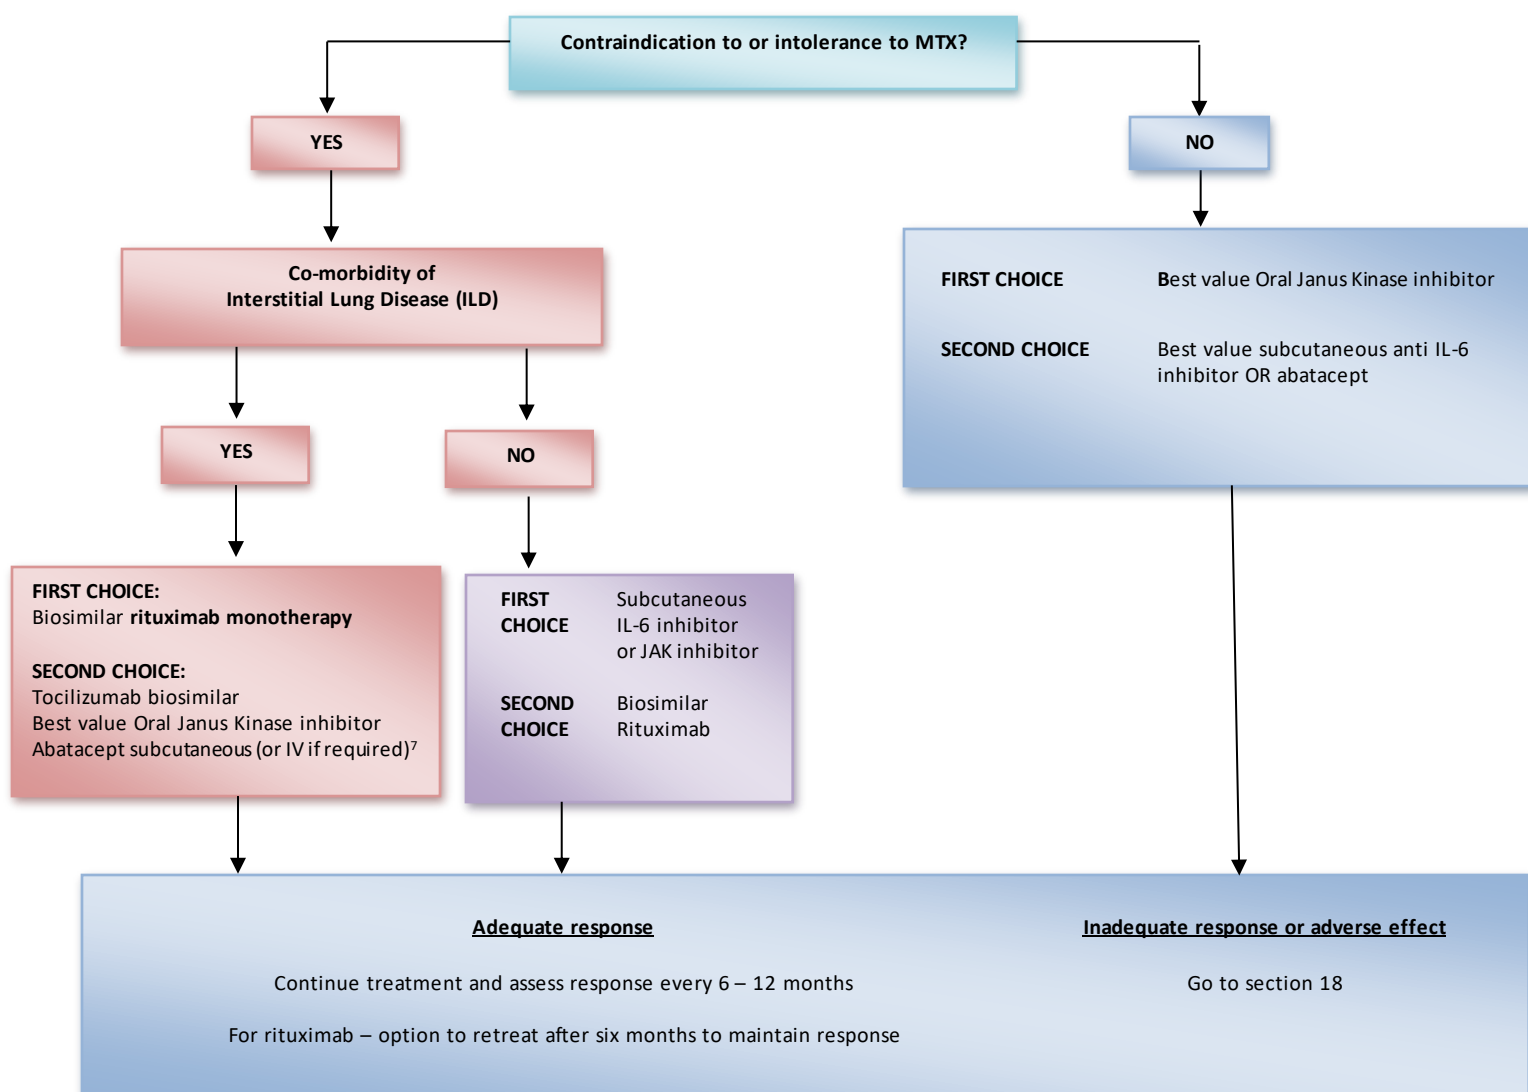 Contraindication to or intolerance to MTX?
YES
NO
Co-morbidity of
Interstitial Lung Disease (ILD)
FIRST CHOICE Best value Oral Janus Kinase inhibitor
SECOND CHOICE Best value subcutaneous anti IL-6
inhibitor OR abatacept
YES
NO
FIRST CHOICE:
Biosimilar rituximab monotherapy
SECOND CHOICE:
Tocilizumab biosimilar
Best value Oral Janus Kinase inhibitor
Abatacept subcutaneous (or IV if required)⁷
FIRST Subcutaneous
CHOICE IL-6 inhibitor
or JAK inhibitor
SECOND Biosimilar
CHOICE Rituximab
Adequate response
Continue treatment and assess response every 6 – 12 months
For rituximab – option to retreat after six months to maintain response
Inadequate response or adverse effect
Go to section 18